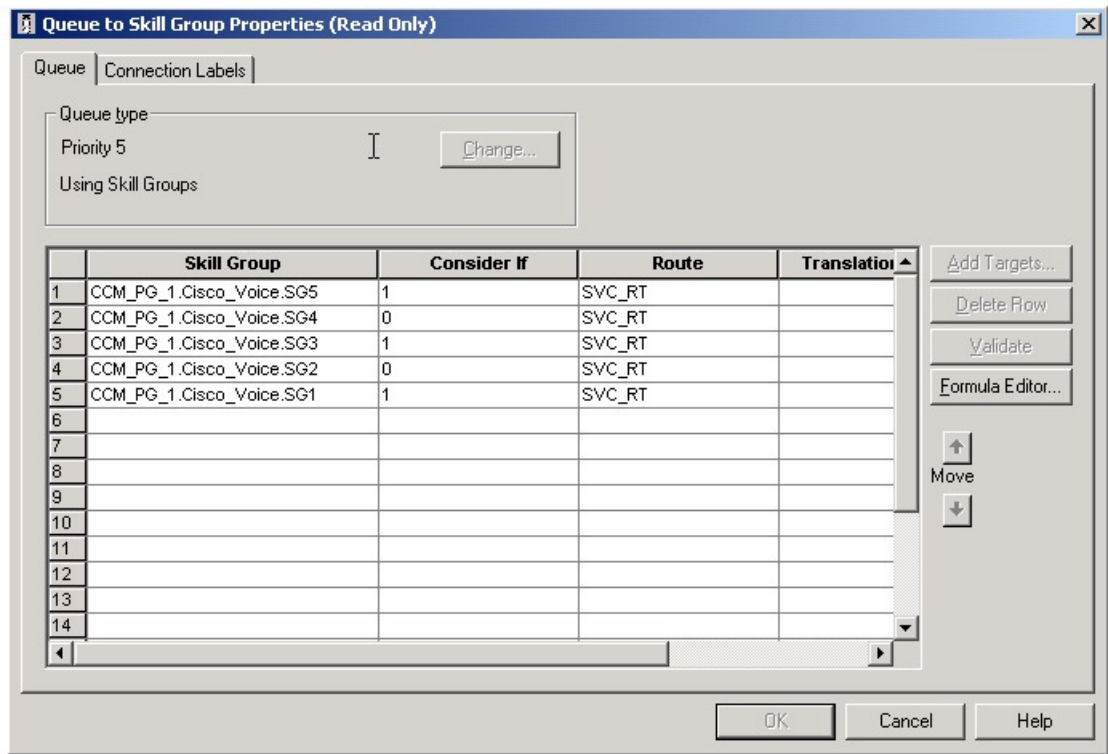 Queue to Skill Group Properties (Read Only)
Queue
Connection Labels
Queue type
Priority 5
Change...
Using Skill Groups
Skill Group Consider If Route Translation
1 CCM_PG_1.Cisco_Voice.SG5 1 SVC_RT
2 CCM_PG_1.Cisco_Voice.SG4 0 SVC_RT
3 CCM_PG_1.Cisco_Voice.SG3 1 SVC_RT
4 CCM_PG_1.Cisco_Voice.SG2 0 SVC_RT
5 CCM_PG_1.Cisco_Voice.SG1 1 SVC_RT
6
7
8
9
10
11
12
13
14
Add Targets...
Delete Row
Validate
Formula Editor...
Move
OK
Cancel
Help